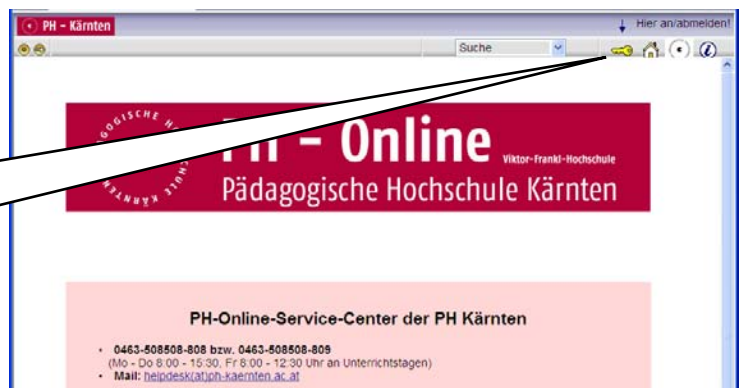 PH - Kärnten
Hier an/abmelden!
Suche
PH - Online
Viktor-Frankl-Hochschule
Pädagogische Hochschule Kärnten
PH-Online-Service-Center der PH Kärnten
• 0463-508508-808 bzw. 0463-508508-809
(Mo - Do 8:00 - 15:30, Fr 8:00 - 12:30 Uhr an Unterrichtstagen)
• Mail: helpdesk(at)ph-kaernten.ac.at